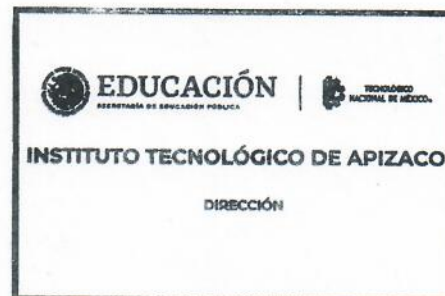 EDUCACIÓN
SECRETARÍA DE EDUCACIÓN PÚBLICA
TECNOLÓGICO
NACIONAL DE MÉXICO®
INSTITUTO TECNOLÓGICO DE APIZACO
DIRECCIÓN